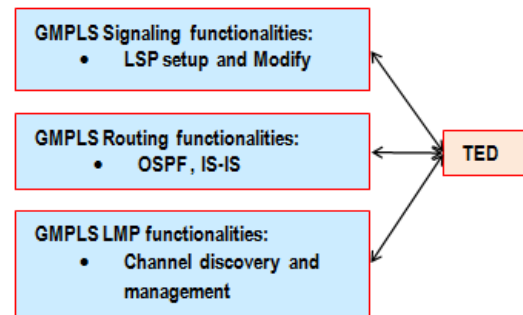 GMPLS Signaling functionalities:
• LSP setup and Modify
GMPLS Routing functionalities:
• OSPF, IS-IS
GMPLS LMP functionalities:
• Channel discovery and
management
TED